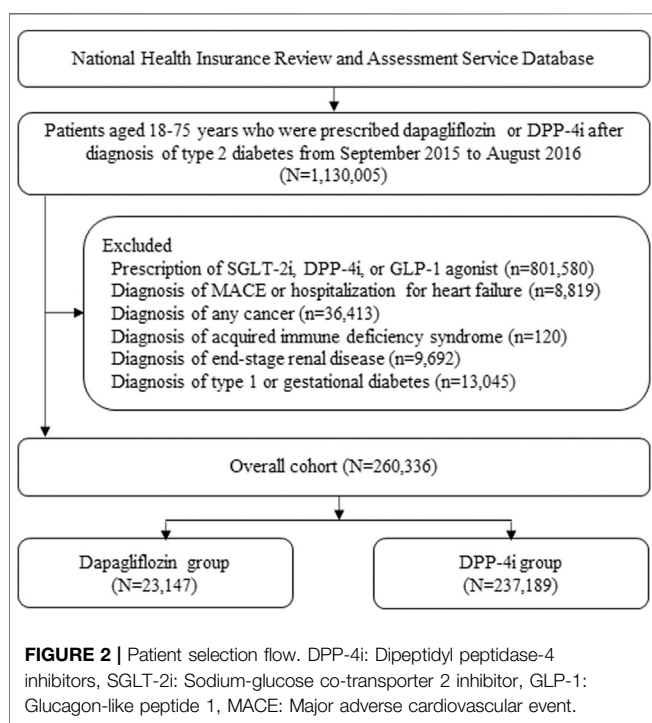 National Health Insurance Review and Assessment Service Database
Patients aged 18-75 years who were prescribed dapagliflozin or DPP-4i after
diagnosis of type 2 diabetes from September 2015 to August 2016
(N=1,130,005)
Excluded
Prescription of SGLT-2i, DPP-4i, or GLP-1 agonist (n=801,580)
Diagnosis of MACE or hospitalization for heart failure (n=8,819)
Diagnosis of any cancer (n=36,413)
Diagnosis of acquired immune deficiency syndrome (n=120)
Diagnosis of end-stage renal disease (n=9,692)
Diagnosis of type 1 or gestational diabetes (n=13,045)
Overall cohort (N=260,336)
Dapagliflozin group
(N=23,147)
DPP-4i group
(N=237,189)
FIGURE 2 | Patient selection flow. DPP-4i: Dipeptidyl peptidase-4
inhibitors, SGLT-2i: Sodium-glucose co-transporter 2 inhibitor, GLP-1:
Glucagon-like peptide 1, MACE: Major adverse cardiovascular event.